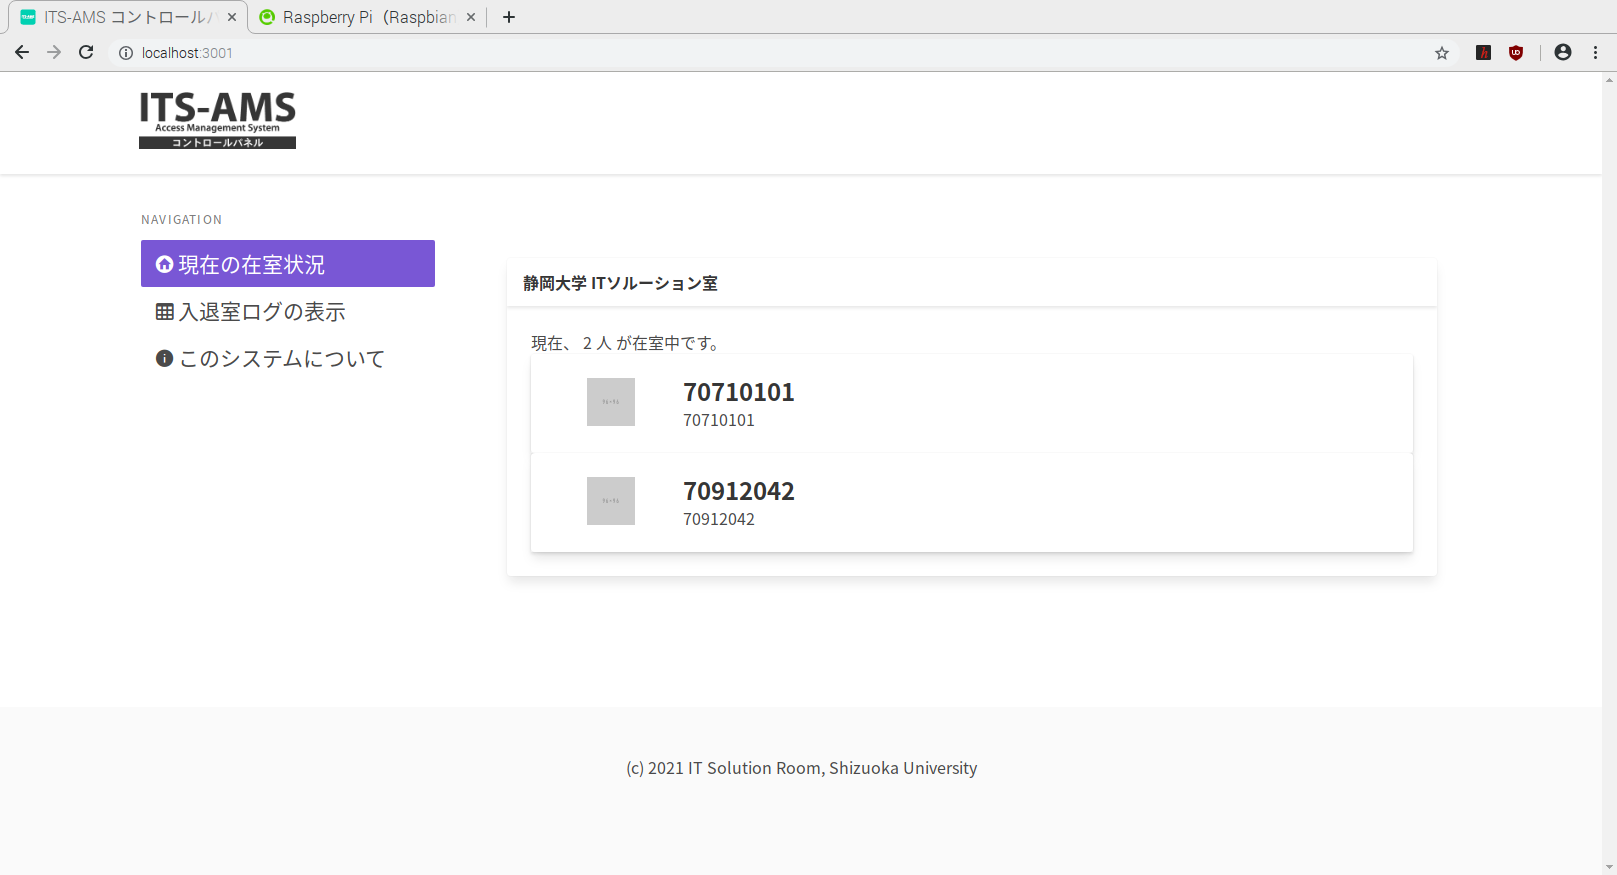 ITS-AMS コントロールパ
Raspberry Pi（Raspbian
localhost:3001
ITS-AMS
Access Management System
コントロールパネル
NAVIGATION
現在の在室状況
入退室ログの表示
このシステムについて
静岡大学 ITソルーション室
現在、 2 人 が在室中です。
70710101
70710101
70912042
70912042
(c) 2021 IT Solution Room, Shizuoka University